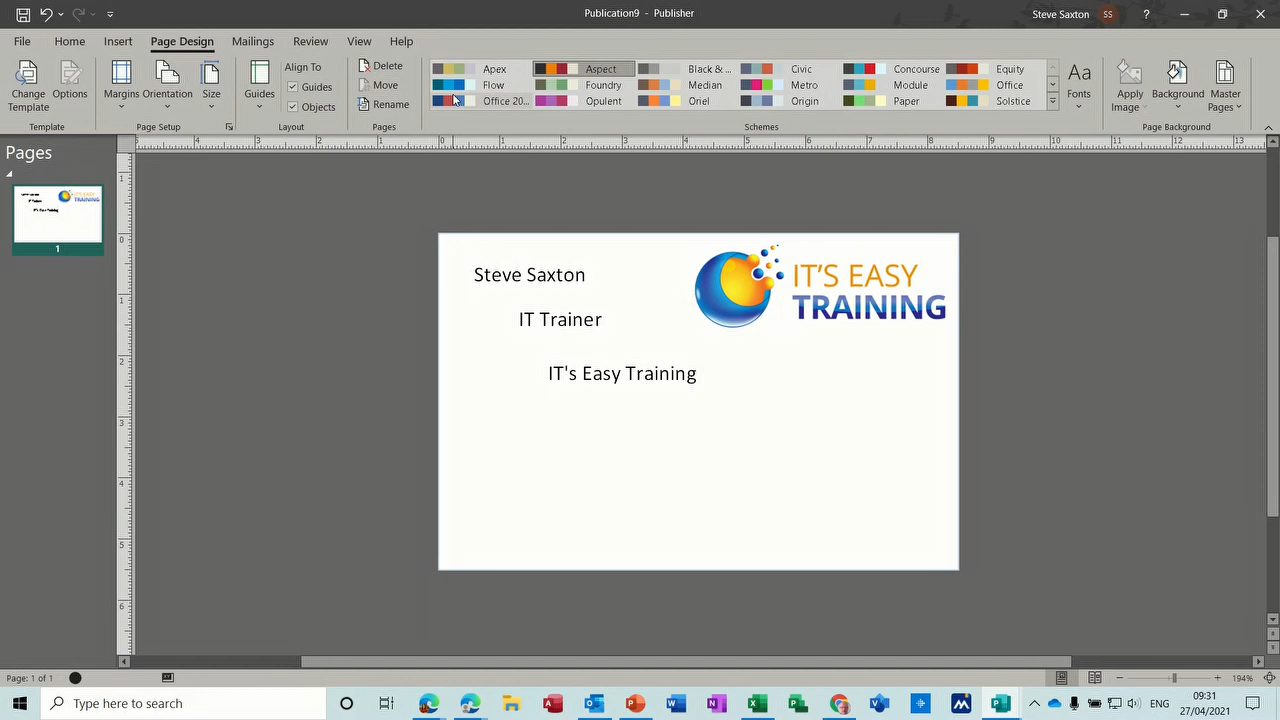 Publication9 - Publisher
Steve Saxton
SS
?
File
Home
Insert
Page Design
Mailings
Review
View
Help
Change Template
Options
Margins
Orientation
Size
Guides
Align To
Guides
Objects
Delete
Move
Rename
Apex
Aspect
Black & ...
Civic
Concourse
Equity
Flow
Foundry
Median
Metro
Module
Office
Office 20...
Opulent
Oriel
Origin
Paper
Solstice
Fonts
Apply Image
Background
Master Pages
Template
Page Setup
Layout
Pages
Schemes
Page Background
Pages
1
Steve Saxton
IT Trainer
IT's Easy Training
IT'S EASY
TRAINING
Page: 1 of 1
194%
Type here to search
ENG
09:31
27/04/2021